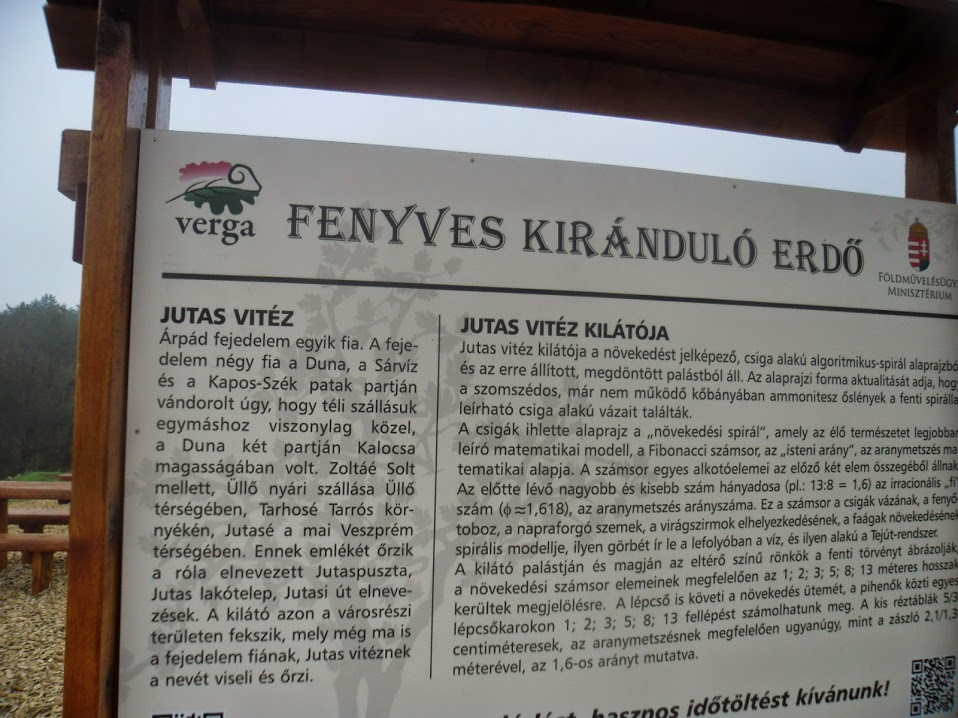 verga
FENYVES KIRÁNDULÓ ERDŐ
FÖLDMŰVELÉSÜGY
MINISZTÉRIUM
JUTAS VITÉZ
Árpád fejedelem egyik fia. A feje-
delem négy fia a Duna, a Sárvíz
és a Kapos-Szék patak partján
vándorolt úgy, hogy téli szállásuk
egymáshoz viszonylag közel,
a Duna két partján Kalocsa
magasságában volt. Zoltáé Solt
mellett, Üllő nyári szállása Üllő
térségében, Tarhosé Tarrós kör-
nyékén, Jutasé a mai Veszprém
térségében. Ennek emlékét őrzik
a róla elnevezett Jutaspuszta,
Jutas lakótelep, Jutasi út elneve-
zések. A kilátó azon a városrészi
területen fekszik, mely még ma is
a fejedelem fiának, Jutas vitéznek
a nevét viseli és őrzi.
JUTAS VITÉZ KILÁTÓJA
Jutas vitéz kilátója a növekedést jelképező, csiga alakú algoritmikus-spirál alaprajzbó
és az erre állított, megdöntött palástból áll. Az alaprajzi forma aktualitását adja, hog
a szomszédos, már nem működő kőbányában ammonitesz őslények a fenti spirálla
leírható csiga alakú vázait találták.
A csigák ihlette alaprajz a „növekedési spirál”, amely az élő természetet legjobban
leíró matematikai modell, a Fibonacci számsor, az „isteni arány”, az aranymetszés ma
tematikai alapja. A számsor egyes alkotóelemei az előző két elem összegéből állnak.
Az előtte lévő nagyobb és kisebb szám hányadosa (pl.: 13:8 = 1,6) az irracionális „fi”
szám (ϕ≈1,618), az aranymetszés arányszáma. Ez a számsor a csigák vázának, a fenyő-
toboz, a napraforgó szemek, a virágszirmok elhelyezkedésének, a faágak növekedésének
spirális modellje, ilyen görbét ír le a lefolyóban a víz, és ilyen alakú a Tejút-rendszer.
A kilátó palástján és magján az eltérő színű rönkök a fenti törvényt ábrázolják,
a növekedési számsor elemeinek megfelelően az 1; 2; 3; 5; 8; 13 méteres hosszak
kerültek megjelölésre. A lépcső is követi a növekedés ütemét, a pihenők közti egyes
lépcsőkarokon 1; 2; 3; 5; 8; 13 fellépést számolhatunk meg. A kis réztáblák 5/3
centiméteresek, az aranymetszésnek megfelelően ugyanúgy, mint a zászló 2,1/1,3
méterével, az 1,6-os arányt mutatva.
hasznos időtöltést kívánunk!